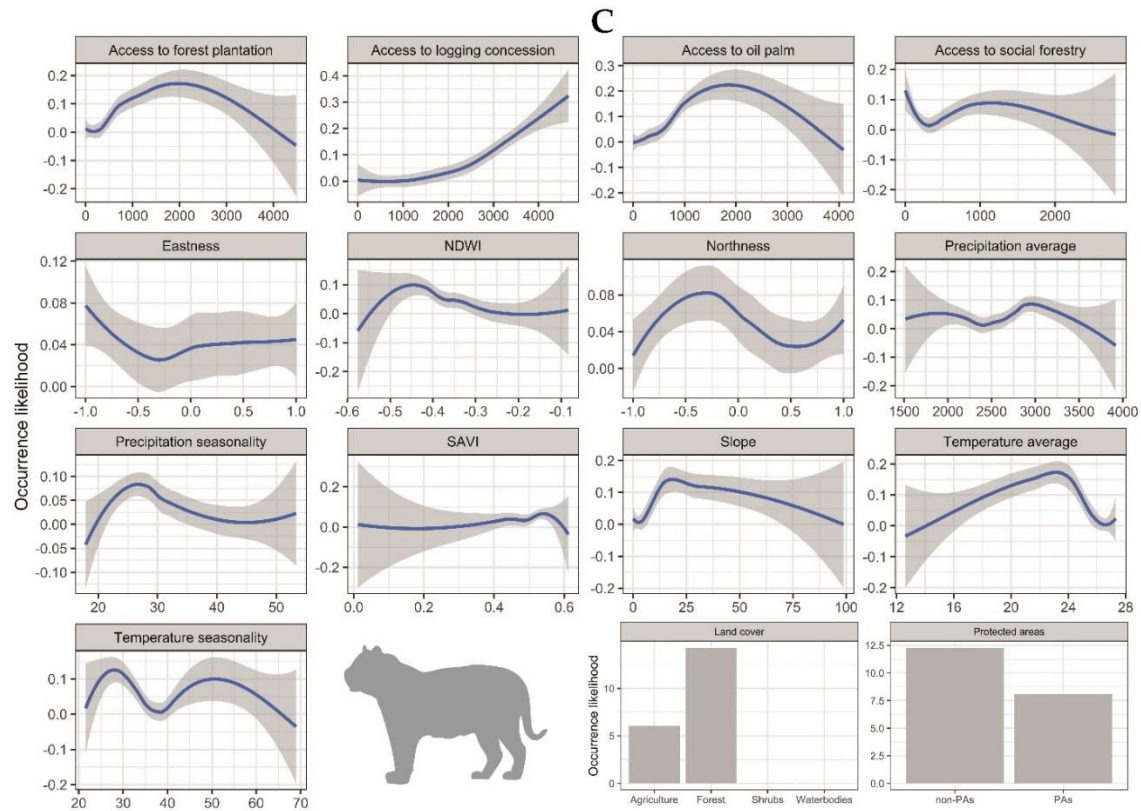 C
Access to forest plantation
Access to logging concession
Access to oil palm
Access to social forestry
0.2
0.1
0.0
-0.1
-0.2
0 1000 2000 3000 4000
0.4
0.3
0.2
0.1
0.0
0 1000 2000 3000 4000
0.3
0.2
0.1
0.0
-0.1
-0.2
0 1000 2000 3000 4000
0.2
0.1
0.0
-0.1
-0.2
0 1000 2000
Eastness
NDWI
Northness
Precipitation average
0.12
0.08
0.04
0.00
-1.0 -0.5 0.0 0.5 1.0
0.1
0.0
-0.1
-0.2
-0.6 -0.5 -0.4 -0.3 -0.2 -0.1
0.08
0.04
0.00
-1.0 -0.5 0.0 0.5 1.0
0.2
0.1
0.0
-0.1
-0.2
1500 2000 2500 3000 3500 4000
Occurrence likelihood
Precipitation seasonality
SAVI
Slope
Temperature average
0.10
0.05
0.00
-0.05
-0.10
20 30 40 50
0.2
0.0
-0.2
0.0 0.2 0.4 0.6
0.2
0.1
0.0
-0.1
-0.2
0 25 50 75 100
0.2
0.1
0.0
-0.1
-0.2
12 16 20 24 28
Temperature seasonality
Land cover
Protected areas
0.1
0.0
-0.1
-0.2
20 30 40 50 60 70
Occurrence likelihood
10
5
0
Agriculture Forest Shrubs Waterbodies
12.5
10.0
7.5
5.0
2.5
0.0
non-PAs PAs